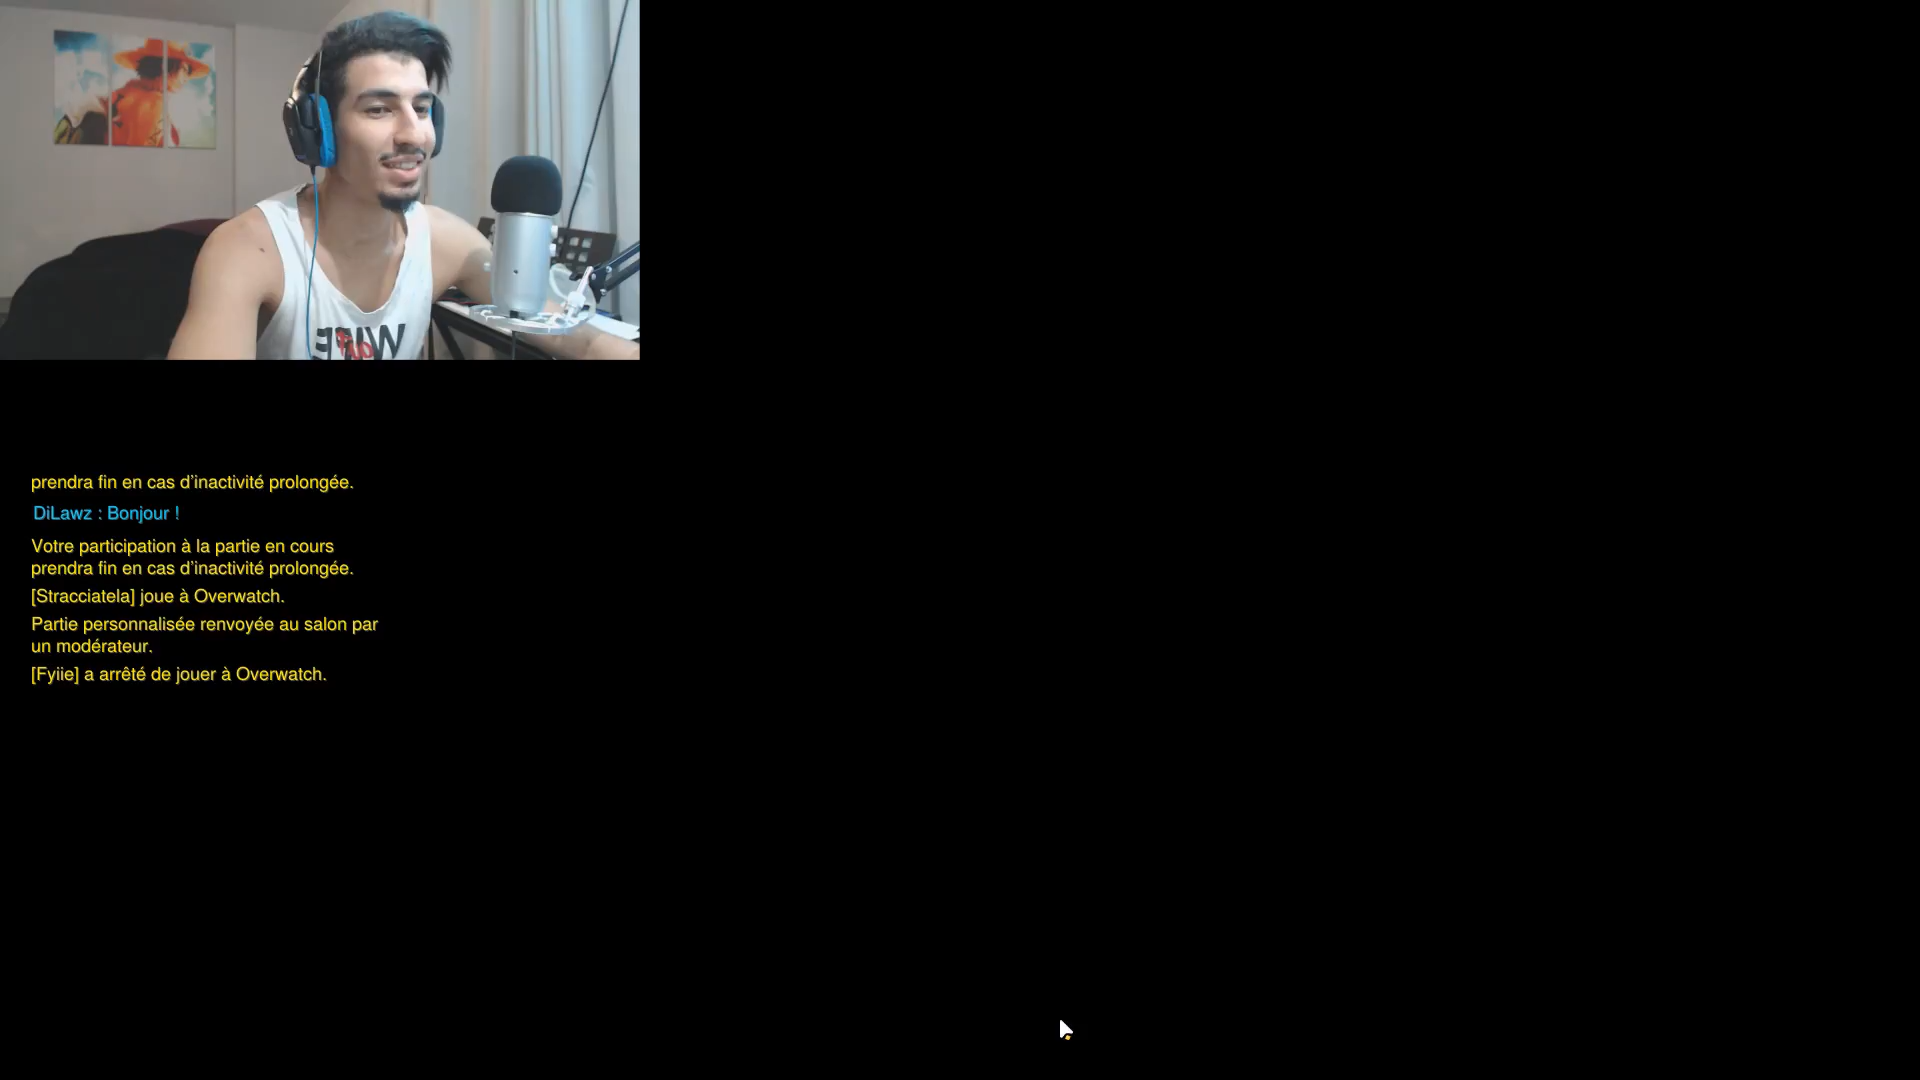 prendra fin en cas d'inactivité prolongée.
DiLawz : Bonjour !
Votre participation à la partie en cours
prendra fin en cas d'inactivité prolongée.
[Stracciatela] joue à Overwatch.
Partie personnalisée renvoyée au salon par
un modérateur.
[Fyiie] a arrêté de jouer à Overwatch.